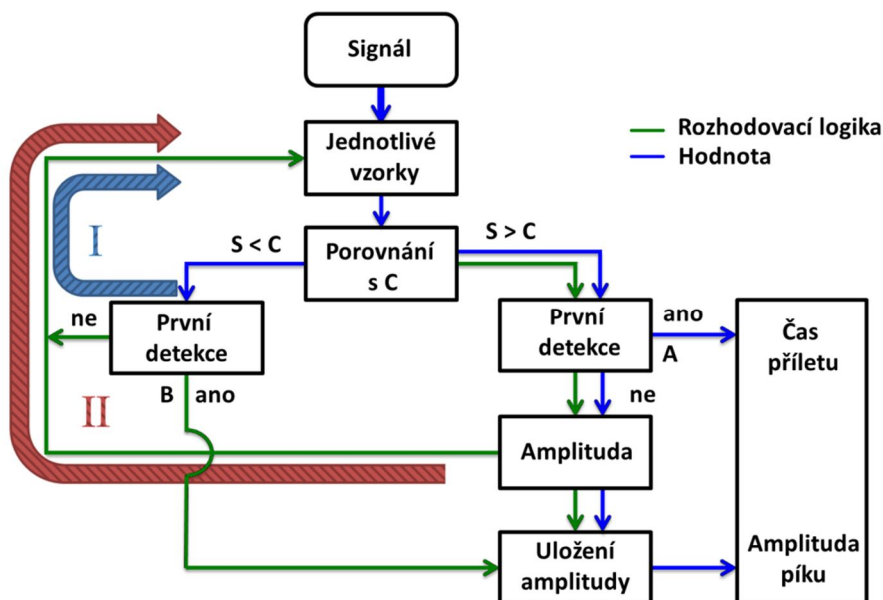 Signál
Jednotlivé
vzorky
Rozhodovací logika
Hodnota
I
S < C
Porovnání
s C
S > C
ne
První
detekce
První
detekce
ano
A
Čas
příletu
B ano
II
ne
Amplituda
Uložení
amplitudy
Amplituda
píku